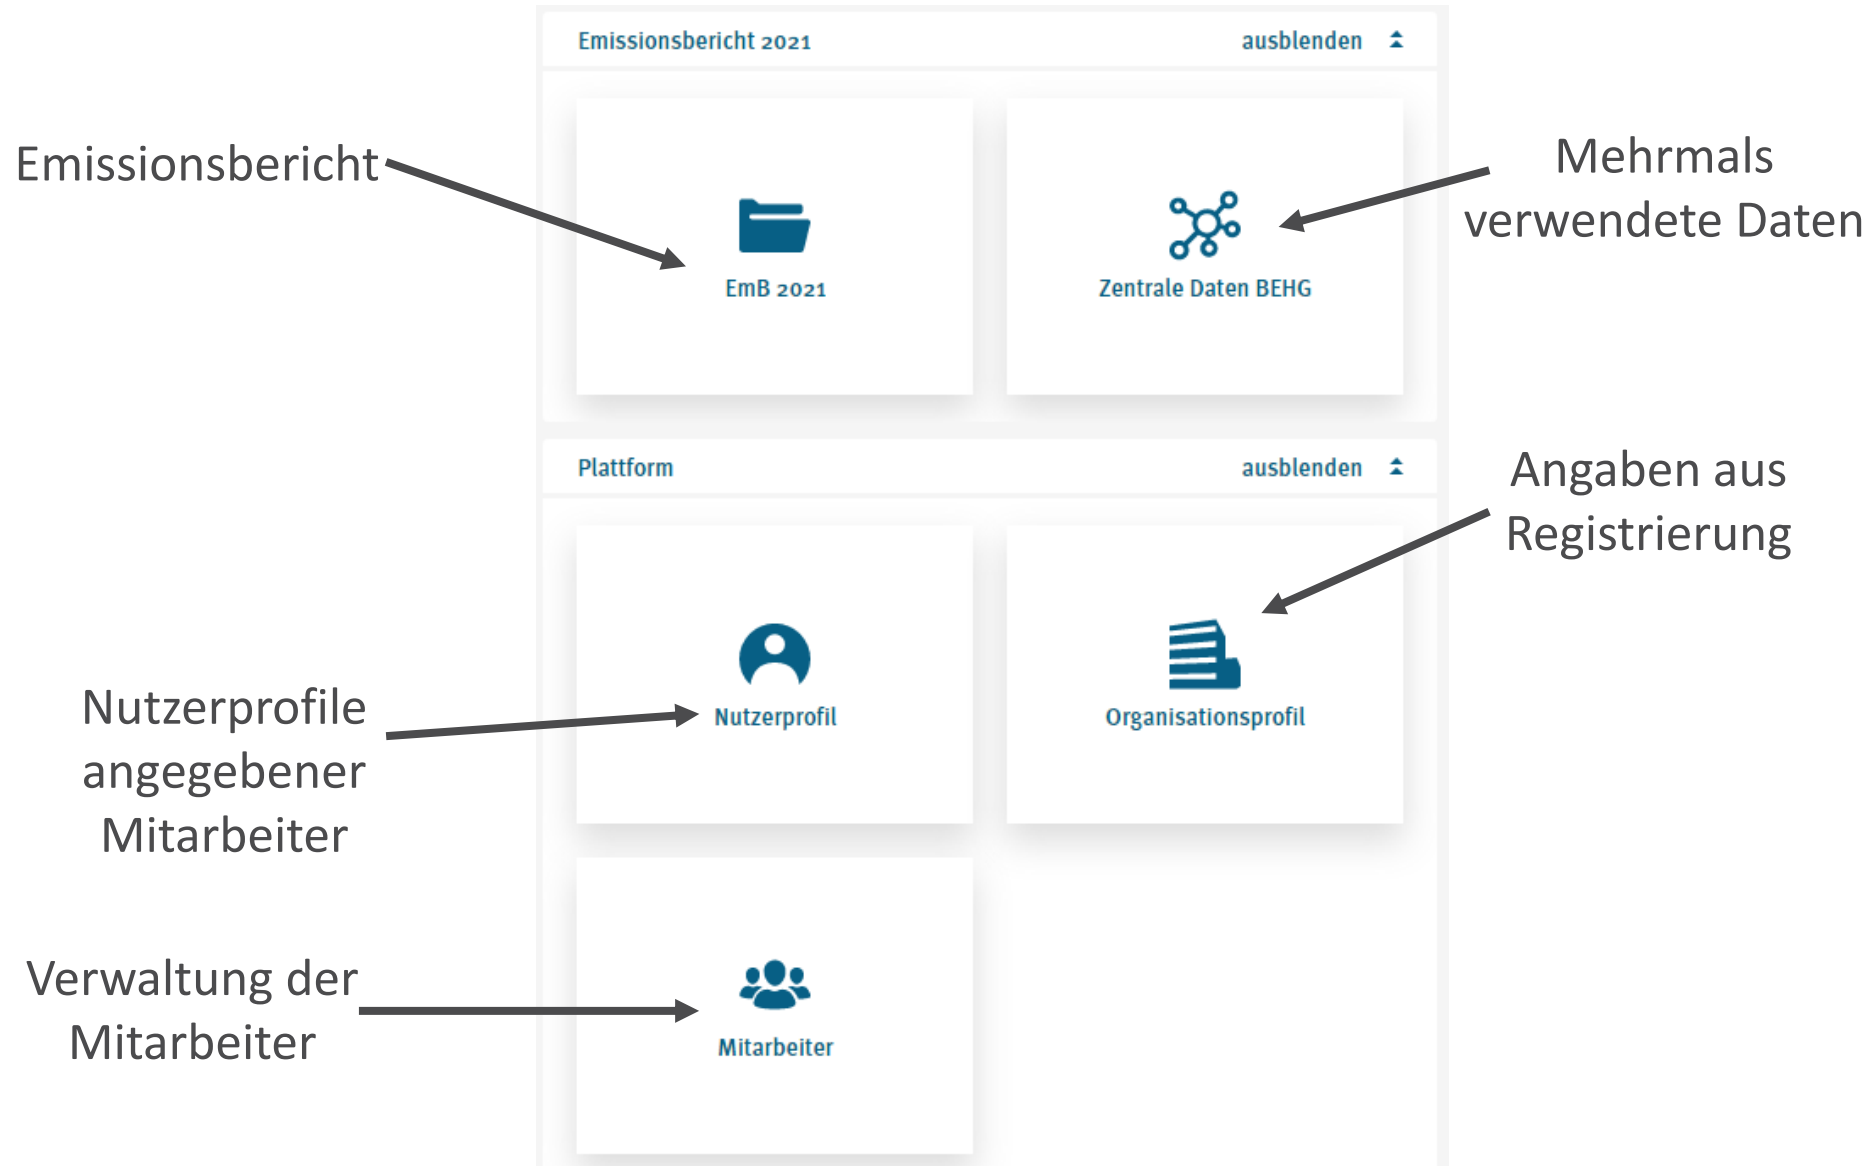 Emissionsbericht 2021 ausblenden
Emissionsbericht
EmB 2021
Zentrale Daten BEHG
Mehrmals
verwendete Daten
Plattform ausblenden
Angaben aus
Registrierung
Nutzerprofile
angegebener
Mitarbeiter
Nutzerprofil
Organisationsprofil
Verwaltung der
Mitarbeiter
Mitarbeiter